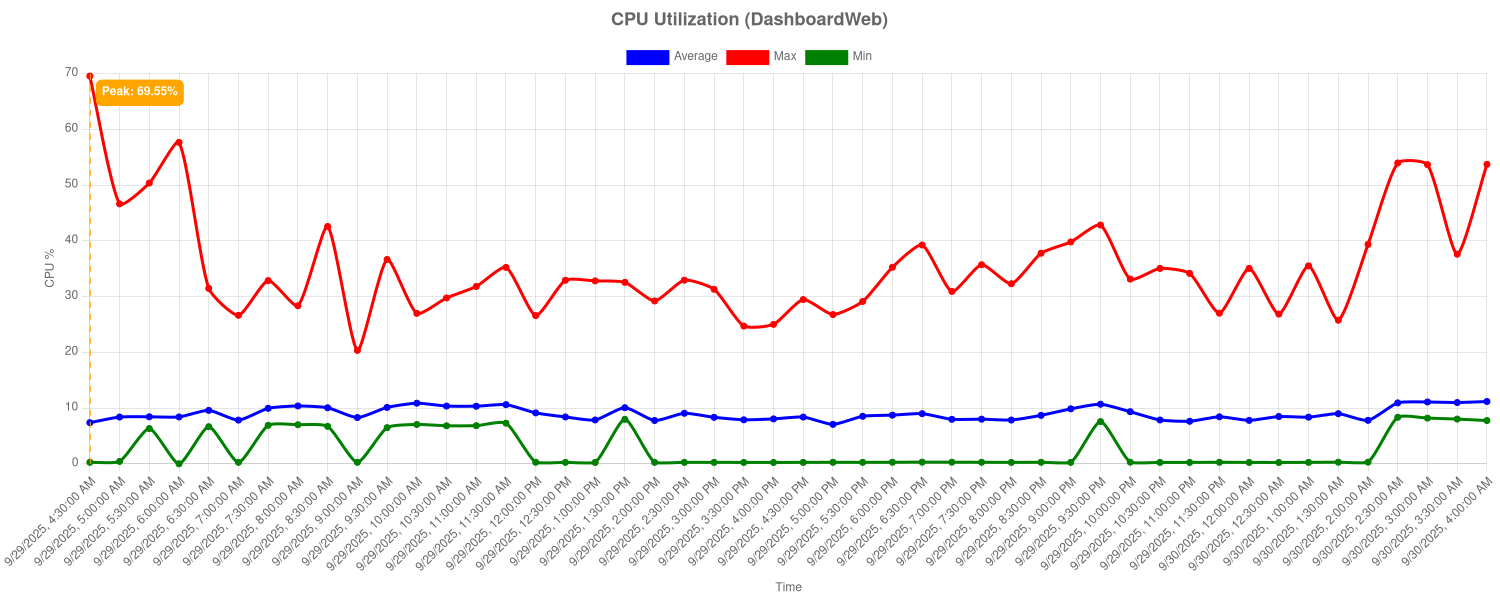 CPU Utilization (DashboardWeb)
Average Max Min
70
Peak: 69.55%
60
50
40
30
20
10
0
CPU %
9/29/2025, 4:30:00 AM
9/29/2025, 5:00:00 AM
9/29/2025, 5:30:00 AM
9/29/2025, 6:00:00 AM
9/29/2025, 6:30:00 AM
9/29/2025, 7:00:00 AM
9/29/2025, 7:30:00 AM
9/29/2025, 8:00:00 AM
9/29/2025, 8:30:00 AM
9/29/2025, 9:00:00 AM
9/29/2025, 9:30:00 AM
9/29/2025, 10:00:00 AM
9/29/2025, 10:30:00 AM
9/29/2025, 11:00:00 AM
9/29/2025, 11:30:00 AM
9/29/2025, 12:00:00 PM
9/29/2025, 12:30:00 PM
9/29/2025, 1:00:00 PM
9/29/2025, 1:30:00 PM
9/29/2025, 2:00:00 PM
9/29/2025, 2:30:00 PM
9/29/2025, 3:00:00 PM
9/29/2025, 3:30:00 PM
9/29/2025, 4:00:00 PM
9/29/2025, 4:30:00 PM
9/29/2025, 5:00:00 PM
9/29/2025, 5:30:00 PM
9/29/2025, 6:00:00 PM
9/29/2025, 6:30:00 PM
9/29/2025, 7:00:00 PM
9/29/2025, 7:30:00 PM
9/29/2025, 8:00:00 PM
9/29/2025, 8:30:00 PM
9/29/2025, 9:00:00 PM
9/29/2025, 9:30:00 PM
9/29/2025, 10:00:00 PM
9/29/2025, 10:30:00 PM
9/29/2025, 11:00:00 PM
9/29/2025, 11:30:00 PM
9/30/2025, 12:00:00 AM
9/30/2025, 12:30:00 AM
9/30/2025, 1:00:00 AM
9/30/2025, 1:30:00 AM
9/30/2025, 2:00:00 AM
9/30/2025, 2:30:00 AM
9/30/2025, 3:00:00 AM
9/30/2025, 3:30:00 AM
9/30/2025, 4:00:00 AM
Time